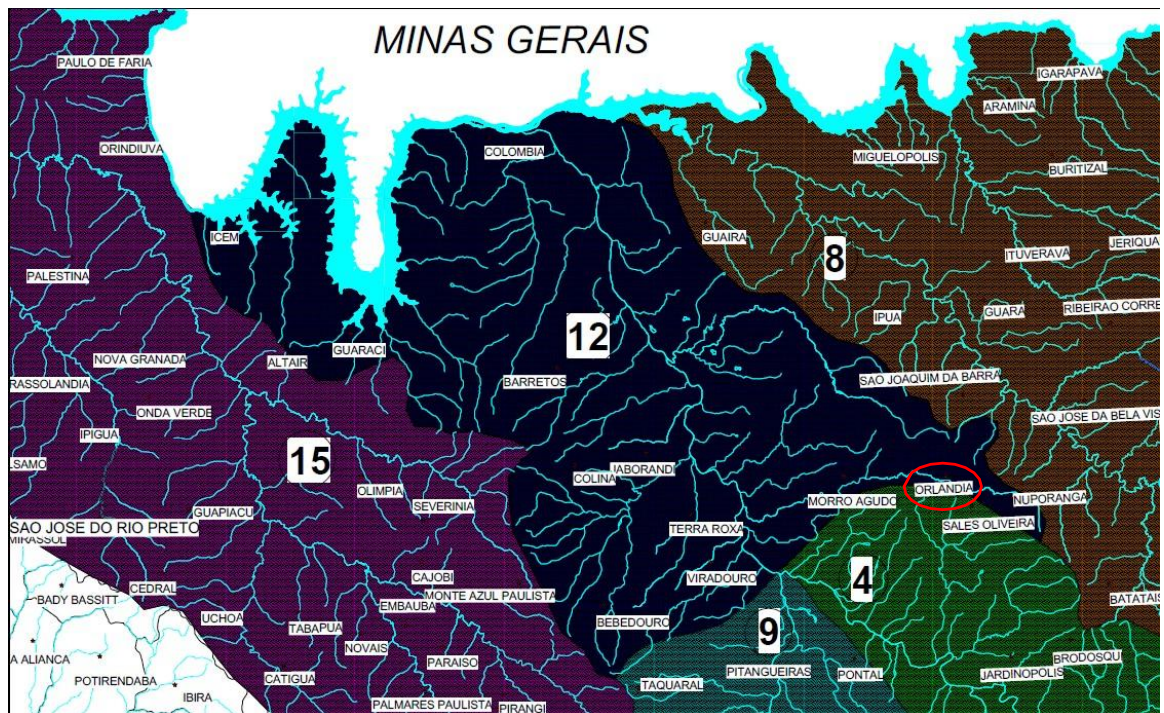 MINAS GERAIS
PAULO DE FARIA
IGARAPAVA
ARAMINA
ORINDIUVA
COLOMBIA
MIGUELOPOLIS
BURITIZAL
ICEM
GUAIRA
JERIQUA
8
ITUVERAVA
PALESTINA
RIBEIRAO CORRE
GUARA
IPUA
12
GUARACI
NOVA GRANADA
ALTAIR
SAO JOAQUIM DA BARRA
BARRETOS
RASSOLANDIA
ONDA VERDE
SAO JOSE DA BELA VIS
IPIGUA
15
LSAMO
JABORANDI
COLINA
OLIMPIA
ORLANDIA
NUPORANGA
MORRO AGUDO
SEVERINIA
GUAPIACU
SAO JOSE DO RIO PRETO
SALES OLIVEIRA
TERRA ROXA
MIRASSOL
CAJOBI
VIRADOURO
4
CEDRAL
MONTE AZUL PAULISTA
BATATAIS
BADY BASSITT
EMBAUBA
UCHOA
BEBEDOURO
TABAPUA
9
NOVAIS
BRODOSQUI
A ALIANCA
PARAISO
PITANGUEIRAS
PONTAL
JARDINOPOLIS
CATIGUA
POTIRENDABA
TAQUARAL
IBIRA
PALMARES PAULISTA
PIRANGI